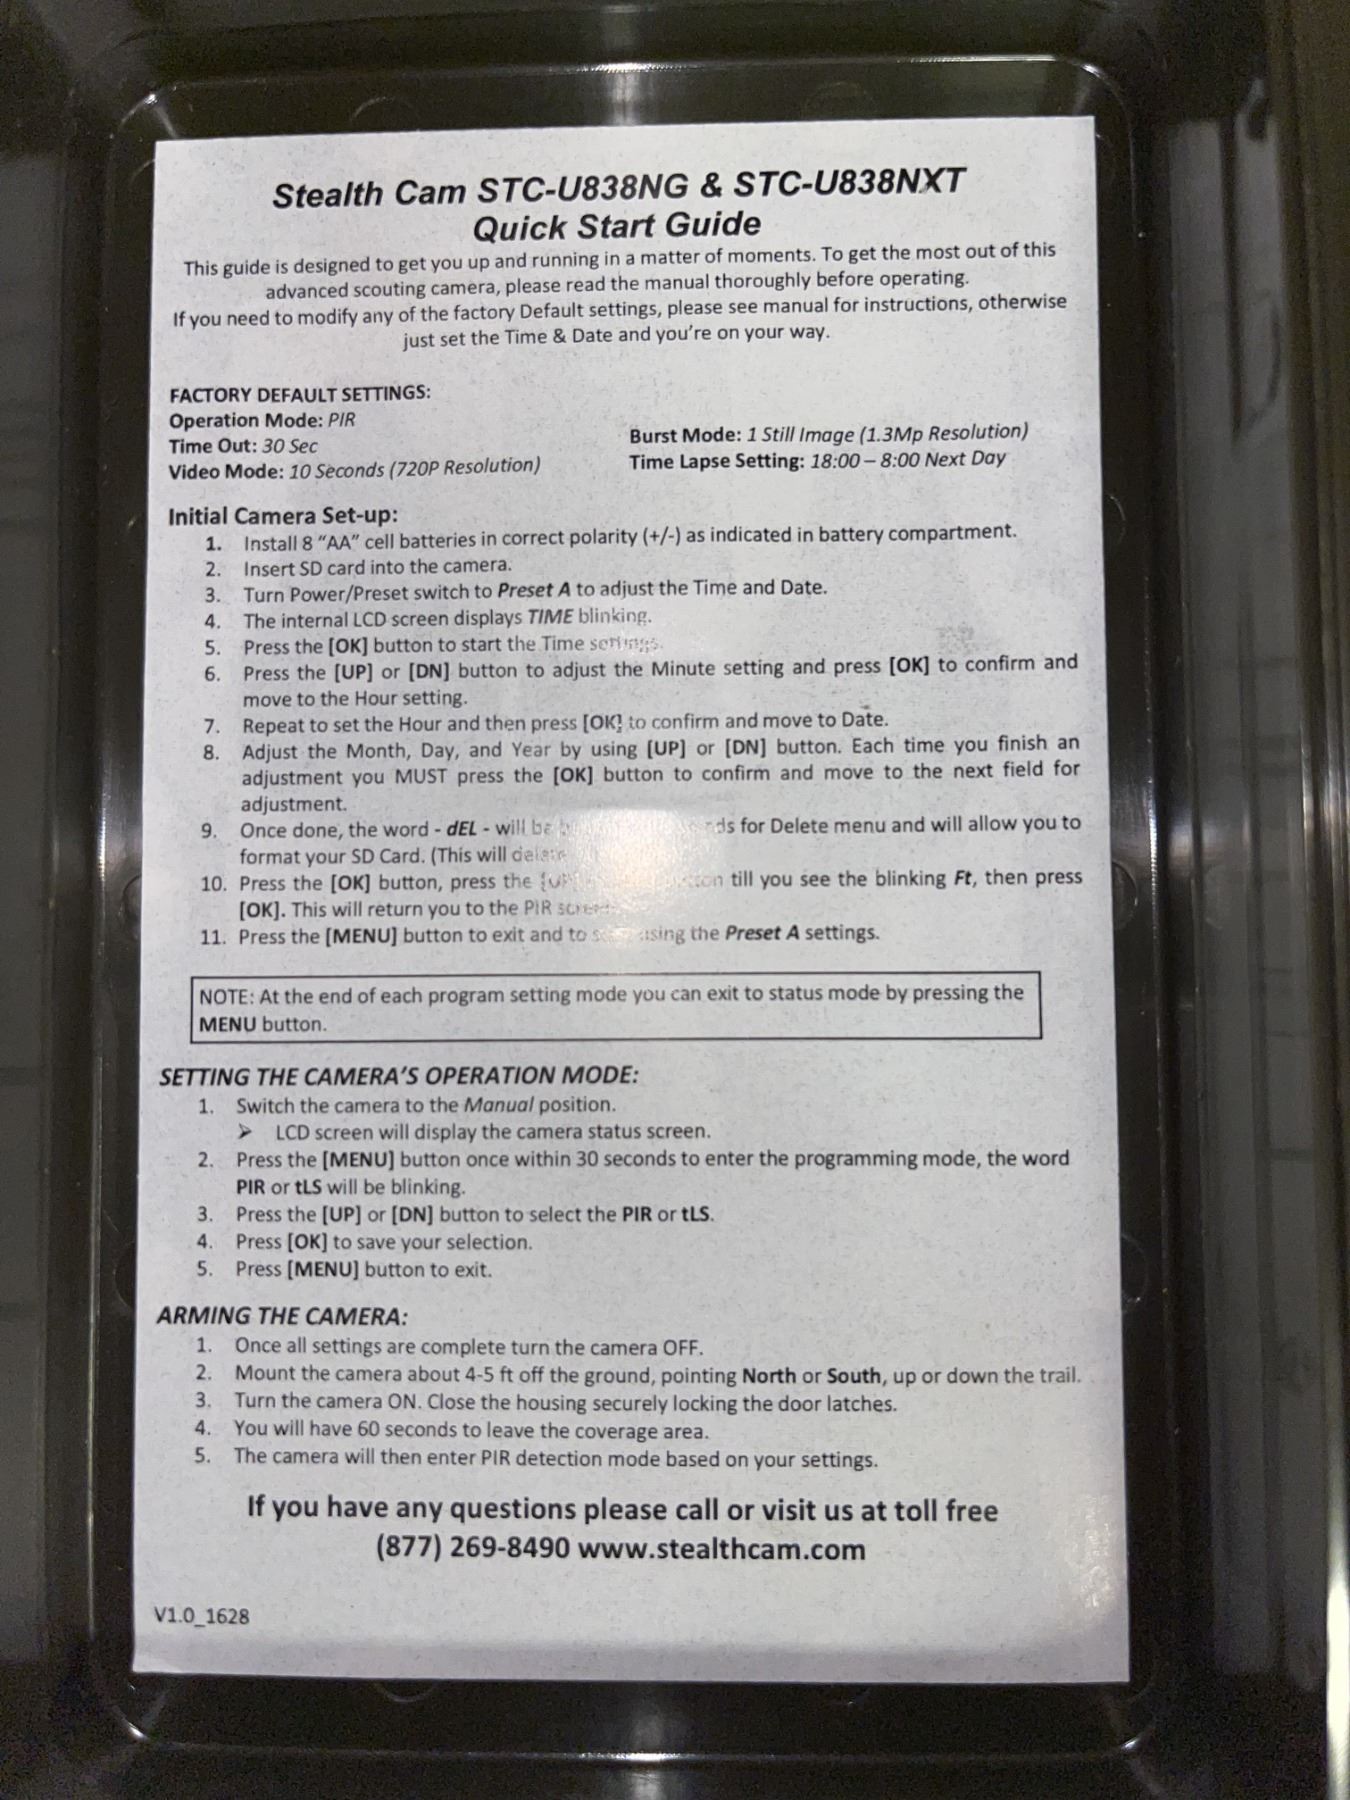 Stealth Cam STC-U838NG & STC-U838NXT
Quick Start Guide
This guide is designed to get you up and running in a matter of moments. To get the most out of this
advanced scouting camera, please read the manual thoroughly before operating.
If you need to modify any of the factory Default settings, please see manual for instructions, otherwise
just set the Time & Date and you're on your way.
FACTORY DEFAULT SETTINGS:
Operation Mode: PIR
Time Out: 30 Sec
Video Mode: 10 Seconds (720P Resolution)
Burst Mode: 1 Still Image (1.3Mp Resolution)
Time Lapse Setting: 18:00 – 8:00 Next Day
Initial Camera Set-up:
1. Install 8 "AA" cell batteries in correct polarity (+/-) as indicated in battery compartment.
2. Insert SD card into the camera.
3. Turn Power/Preset switch to Preset A to adjust the Time and Date.
4. The internal LCD screen displays TIME blinking.
5. Press the [OK] button to start the Time settings.
6. Press the [UP] or [DN] button to adjust the Minute setting and press [OK] to confirm and
move to the Hour setting.
7. Repeat to set the Hour and then press [OK] to confirm and move to Date.
8. Adjust the Month, Day, and Year by using [UP] or [DN] button. Each time you finish an
adjustment you MUST press the [OK] button to confirm and move to the next field for
adjustment.
9. Once done, the word - dEL - will be for Delete menu and will allow you to
format your SD Card. (This will delete
10. Press the [OK] button, press the [UP] till you see the blinking Ft, then press
[OK]. This will return you to the PIR screen
11. Press the [MENU] button to exit and to using the Preset A settings.
NOTE: At the end of each program setting mode you can exit to status mode by pressing the
MENU button.
SETTING THE CAMERA'S OPERATION MODE:
1. Switch the camera to the Manual position.
➢ LCD screen will display the camera status screen.
2. Press the [MENU] button once within 30 seconds to enter the programming mode, the word
PIR or tLS will be blinking.
3. Press the [UP] or [DN] button to select the PIR or tLS.
4. Press [OK] to save your selection.
5. Press [MENU] button to exit.
ARMING THE CAMERA:
1. Once all settings are complete turn the camera OFF.
2. Mount the camera about 4-5 ft off the ground, pointing North or South, up or down the trail.
3. Turn the camera ON. Close the housing securely locking the door latches.
4. You will have 60 seconds to leave the coverage area.
5. The camera will then enter PIR detection mode based on your settings.
If you have any questions please call or visit us at toll free
(877) 269-8490 www.stealthcam.com
V1.0_1628